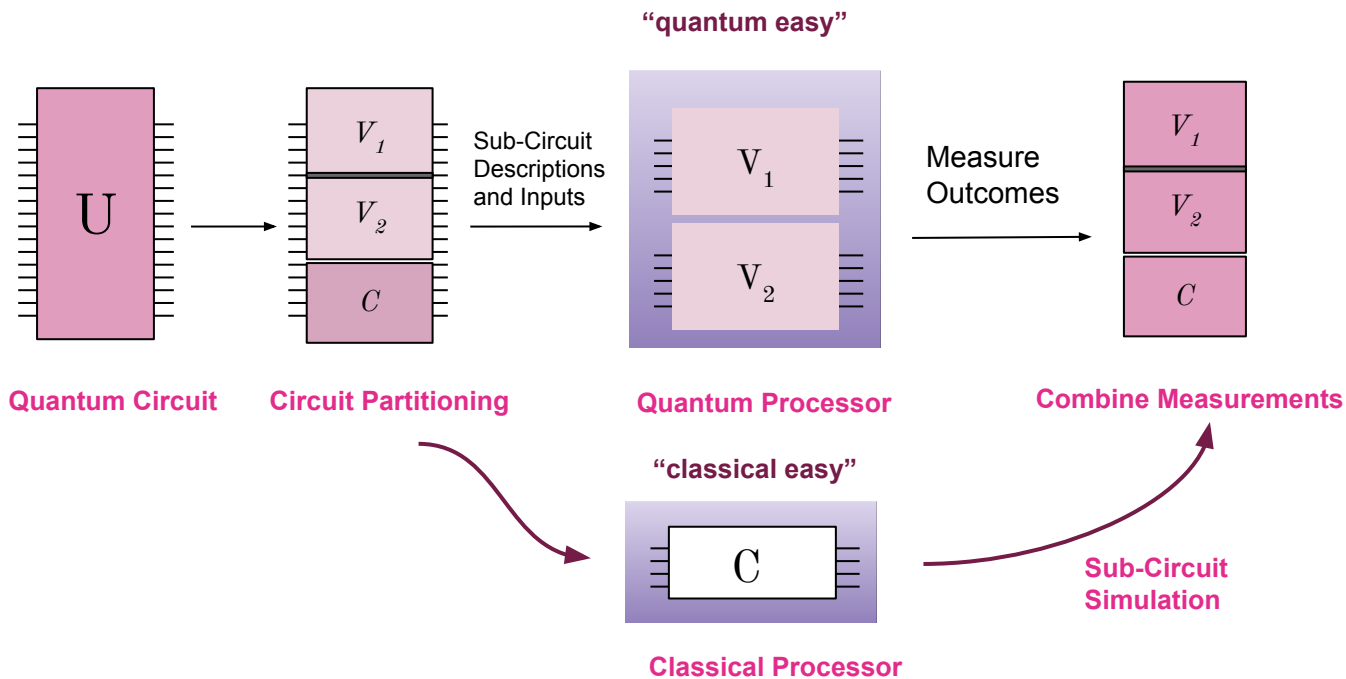 “quantum easy”
U
V1
V2
C
Sub-Circuit
Descriptions
and Inputs
V1
V2
Measure
Outcomes
V1
V2
C
Quantum Circuit
Circuit Partitioning
Quantum Processor
Combine Measurements
“classical easy”
C
Sub-Circuit
Simulation
Classical Processor